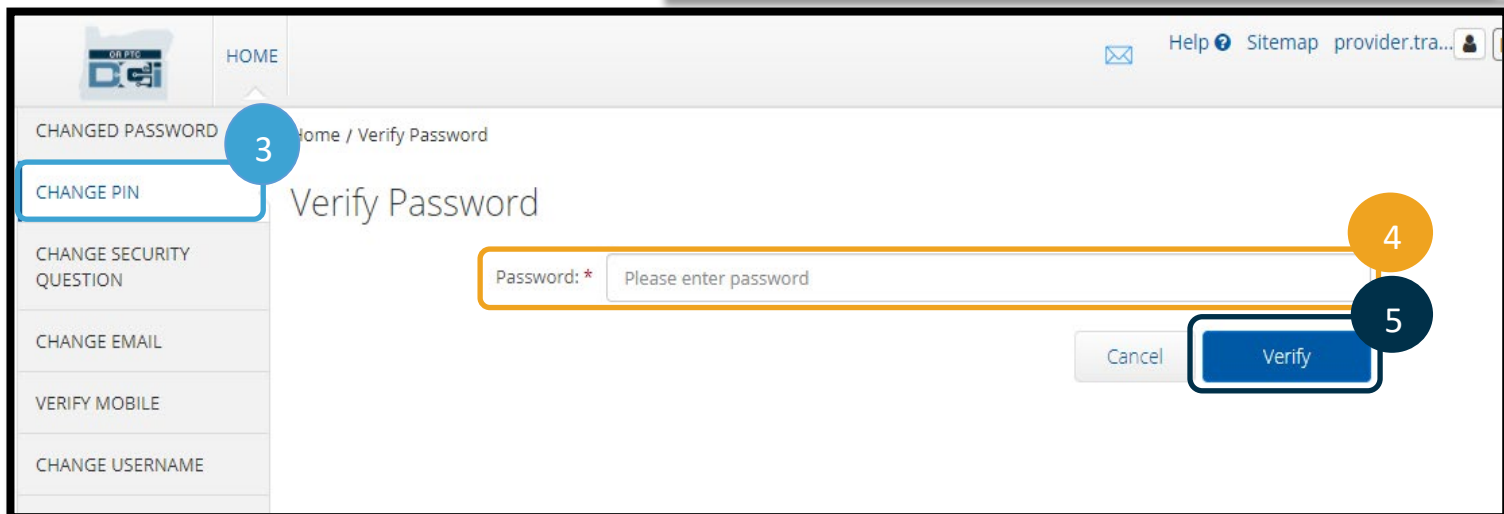 OR PTC
DCi
HOME
Help ? Sitemap provider.tra...
CHANGED PASSWORD
3
Home / Verify Password
CHANGE PIN
Verify Password
CHANGE SECURITY
QUESTION
4
Password: * Please enter password
5
CHANGE EMAIL
Cancel Verify
VERIFY MOBILE
CHANGE USERNAME